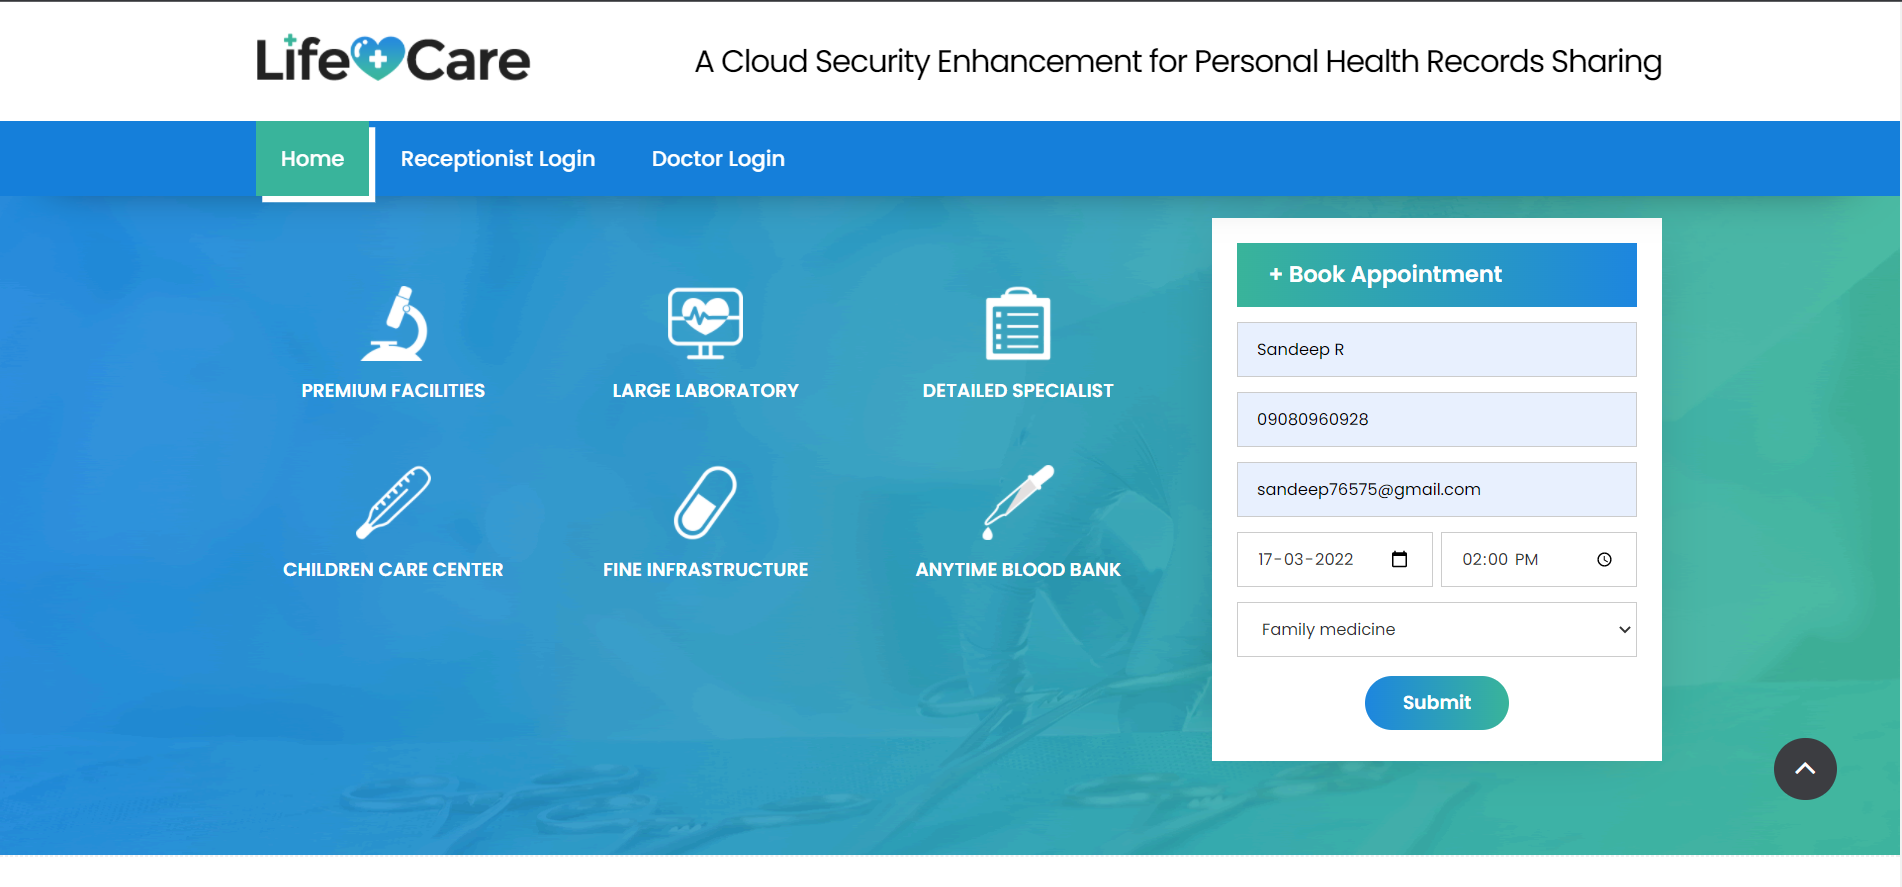 Life Care
A Cloud Security Enhancement for Personal Health Records Sharing
Home
Receptionist Login
Doctor Login
PREMIUM FACILITIES
LARGE LABORATORY
DETAILED SPECIALIST
CHILDREN CARE CENTER
FINE INFRASTRUCTURE
ANYTIME BLOOD BANK
+ Book Appointment
Sandeep R
09080960928
sandeep76575@gmail.com
17-03-2022
02:00 PM
Family medicine
Submit